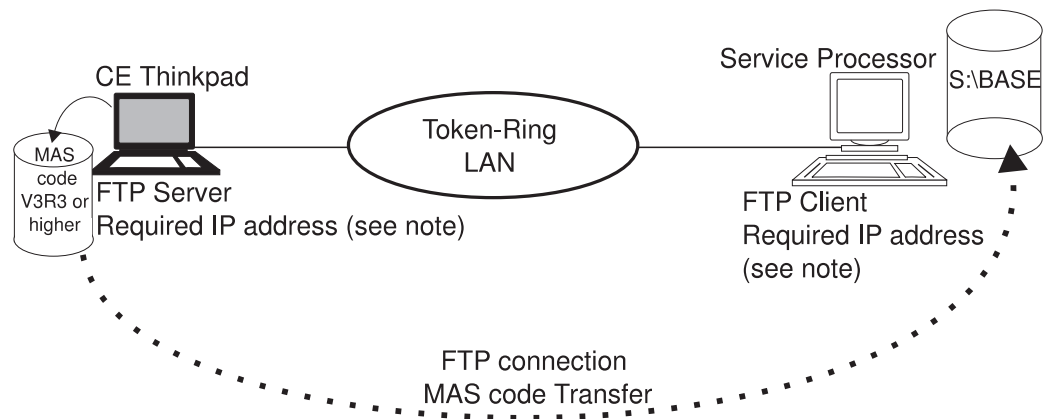 CE Thinkpad
MAS
code
V3R3 or
higher
FTP Server
Required IP address (see note)
Token-Ring
LAN
Service Processor
S:\BASE
FTP Client
Required IP address
(see note)
FTP connection
MAS code Transfer